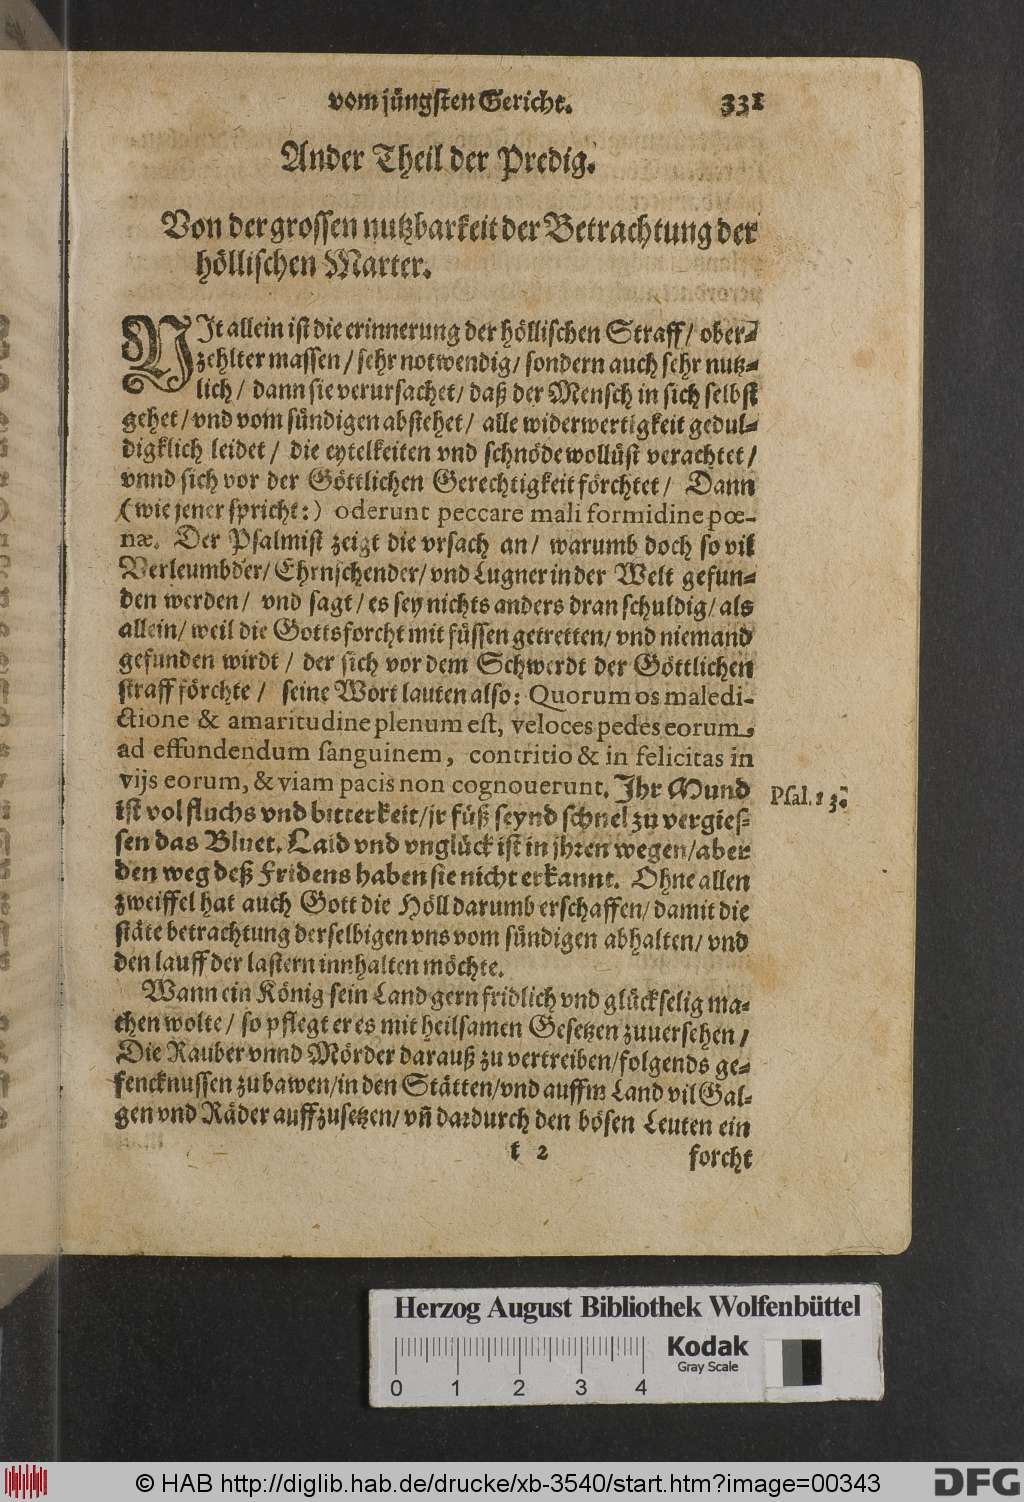 vom jüngsten Gericht. 331
Ander Theil der Predig.
Von der grossen nutzbarkeit der Betrachtung der
höllischen Marter.
NIt allein ist die erinnerung der höllischen Straff / ober-
zehlter massen / sehr notwendig / sondern auch sehr nutz-
lich / dann sie verursachet / daß der Mensch in sich selbst
gehet / vnd vom sündigen abstehet / alle widerwertigkeit gedul-
digklich leidet / die eytelkeiten vnd schnöde wollüst verachtet /
vnnd sich vor der Göttlichen Gerechtigkeit förchtet / Dann
(wie jener spricht:) oderunt peccare mali formidine pœ-
næ. Der Psalmist zeigt die vrsach an / warumb doch so vil
Verleumbder / Ehrnschender / vnd Lugner in der Welt gefun-
den werden / vnd sagt / es sey nichts anders dran schuldig / als
allein / weil die Gottsforcht mit füssen getretten / vnd niemand
gefunden wirdt / der sich vor dem Schwerdt der Göttlichen
straff förchte / seine Wort lauten also: Quorum os maledi-
ctione & amaritudine plenum est, veloces pedes eorum,
ad effundendum sanguinem, contritio & in felicitas in
vijs eorum, & viam pacis non cognouerunt. Ihr Mund
Psal. 13.
ist vol fluchs vnd bitterkeit / jr füß seynd schnel zu vergies-
sen das Bluet. Laid vnd vnglück ist in jhren wegen / aber
den weg deß Fridens haben sie nicht erkannt. Ohne allen
zweiffel hat auch Gott die Höll darumb erschaffen / damit die
stäte betrachtung derselbigen vns vom sündigen abhalten / vnd
den lauff der lastern innhalten möchte.
Wann ein König sein Land gern fridlich vnd glückselig ma-
chen wolte / so pflegt er es mit heilsamen Gesetzen zuuersehen /
Die Rauber vnnd Mörder darauß zu vertreiben / folgends ge-
fencknussen zubawen / in den Stätten / vnd auffm Land vil Gal-
gen vnd Räder auffzusetzen / vñ dardurch den bösen Leuten ein
t 2 forcht
Herzog August Bibliothek Wolfenbüttel
Kodak
Gray Scale
0 1 2 3 4
© HAB http://diglib.hab.de/drucke/xb-3540/start.htm?image=00343
DFG